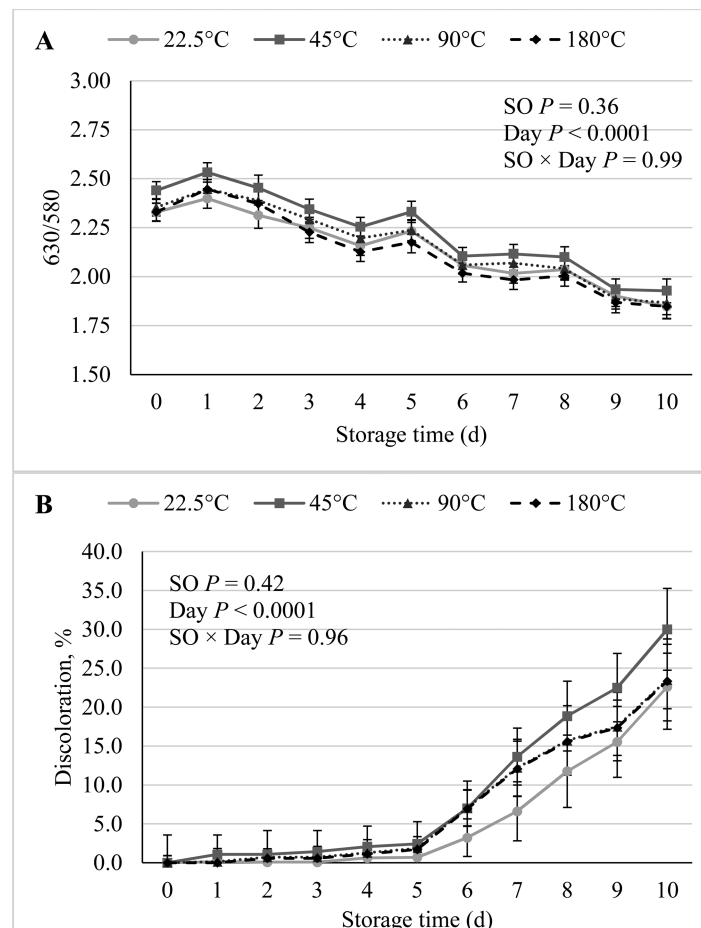 A
22.5°C 45°C 90°C 180°C
3.00
SO P = 0.36
2.75
Day P < 0.0001
SO × Day P = 0.99
2.50
2.25
2.00
1.75
1.50
630/580
0 1 2 3 4 5 6 7 8 9 10
Storage time (d)
B
22.5°C 45°C 90°C 180°C
40.0
SO P = 0.42
35.0
Day P < 0.0001
SO × Day P = 0.96
30.0
25.0
20.0
15.0
10.0
5.0
0.0
Discoloration, %
0 1 2 3 4 5 6 7 8 9 10
Storage time (d)